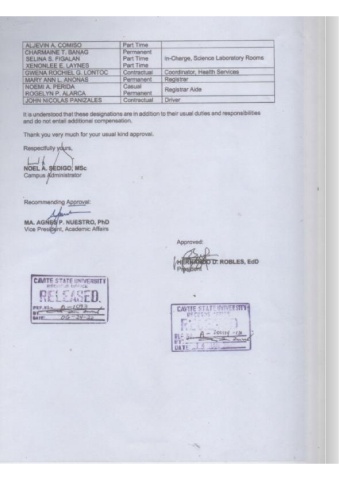 ALJEVIN A. COMISO Part Time
CHARMAINE T. BANAG Permanent
SELINA S. FIGALAN Part Time In-Charge, Science Laboratory Rooms
XENONLEE E. LAYNES Part Time
GWENA ROCHIEL G. LONTOC Contractual Coordinator, Health Services
MARY ANN L. ANONAS Permanent Registrar
NOEMI A. PERIDA Casual Registrar Aide
ROGELYN P. ALARCA Permanent
JOHN NICOLAS PANIZALES Contractual Driver
It is understood that these designations are in addition to their usual duties and responsibilities
and do not entail additional compensation.
Thank you very much for your usual kind approval.
Respectfully yours,
NOEL A. SEDIGO, MSc
Campus Administrator
Recommending Approval:
MA. AGNES P. NUESTRO, PhD
Vice President, Academic Affairs
Approved:
HERNANDO D. ROBLES, EdD
President
CAVITE STATE UNIVERSITY
RELEASED
BY:
DATE:
CAVITE STATE UNIVERSITY
BY:
DATE